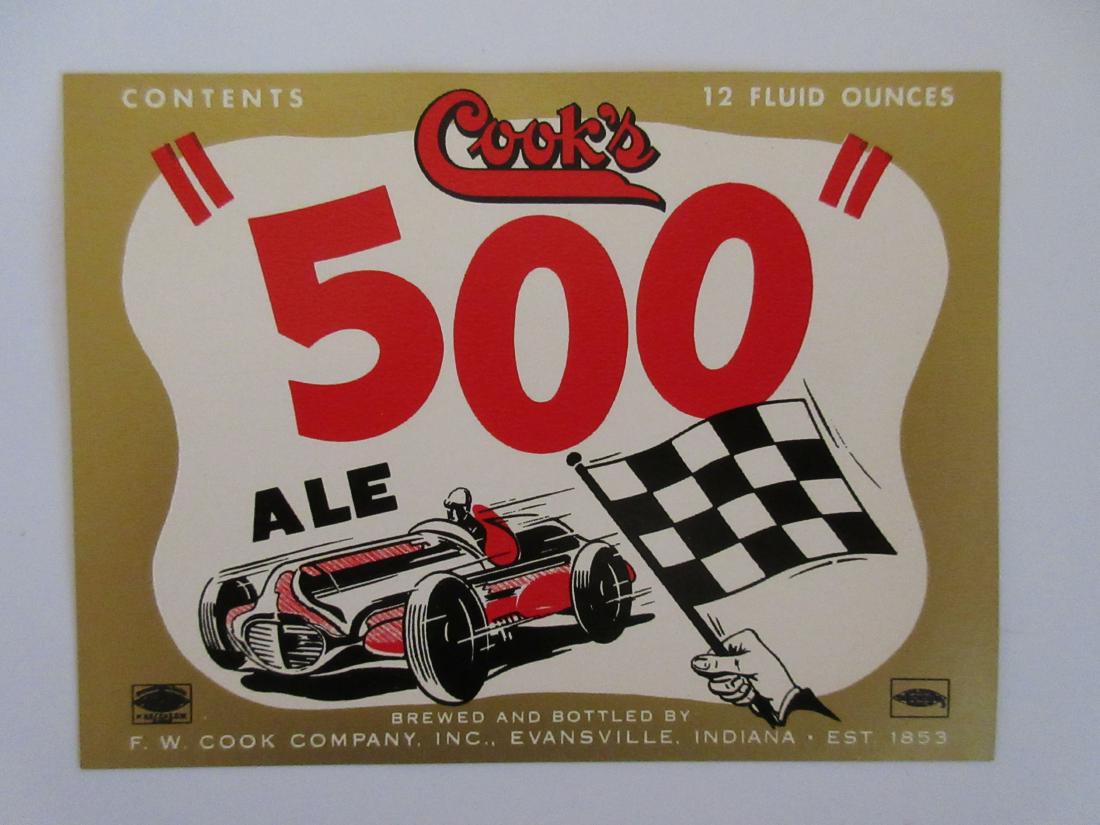 CONTENTS
12 FLUID OUNCES
Cook's
"500"
ALE
BREWED AND BOTTLED BY
F. W. COOK COMPANY, INC., EVANSVILLE, INDIANA • EST. 1853